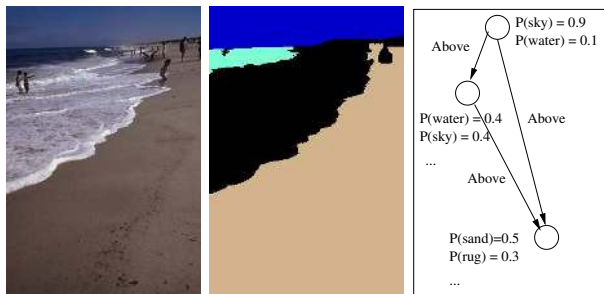 P(sky) = 0.9
P(water) = 0.1
Above
P(water) = 0.4
P(sky) = 0.4
Above
...
Above
P(sand)=0.5
P(rug) = 0.3
...